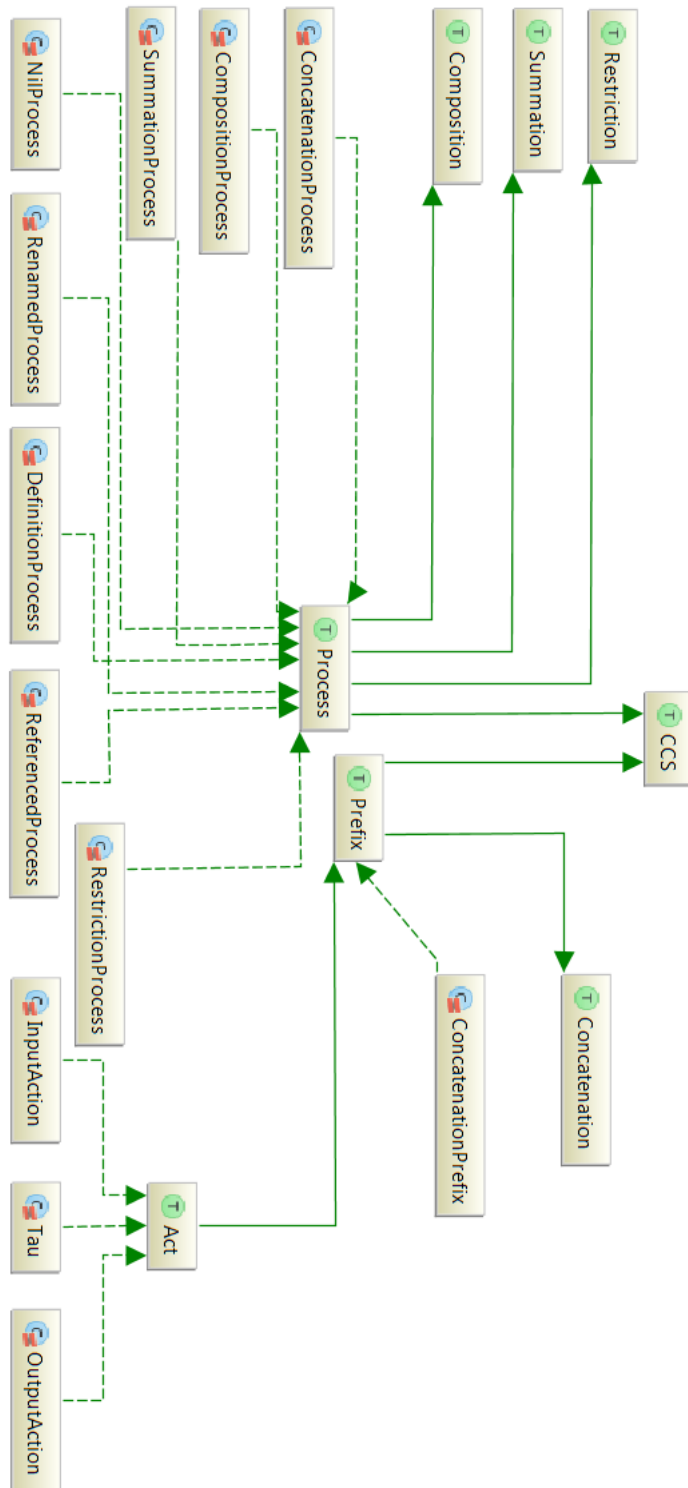 CCS
Restriction
Summation
Composition
Concatenation
ConcatenationProcess
CompositionProcess
SummationProcess
Process
Prefix
ConcatenationPrefix
RestrictionProcess
Act
NilProcess
RenamedProcess
DefinitionProcess
ReferencedProcess
InputAction
Tau
OutputAction